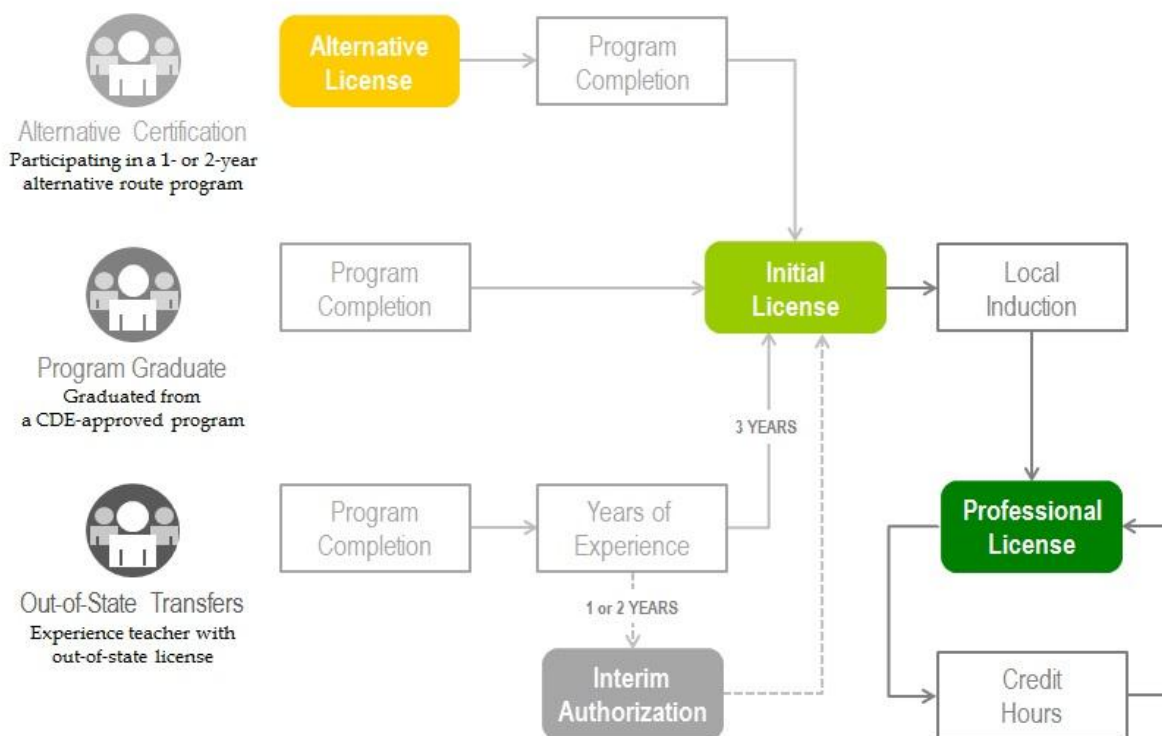 Alternative
License
Program
Completion
Alternative Certification
Participating in a 1- or 2-year
alternative route program
Program
Completion
Initial
License
Local
Induction
Program Graduate
Graduated from
a CDE-approved program
3 YEARS
Program
Completion
Years of
Experience
Professional
License
Out-of-State Transfers
Experience teacher with
out-of-state license
1 or 2 YEARS
Interim
Authorization
Credit
Hours